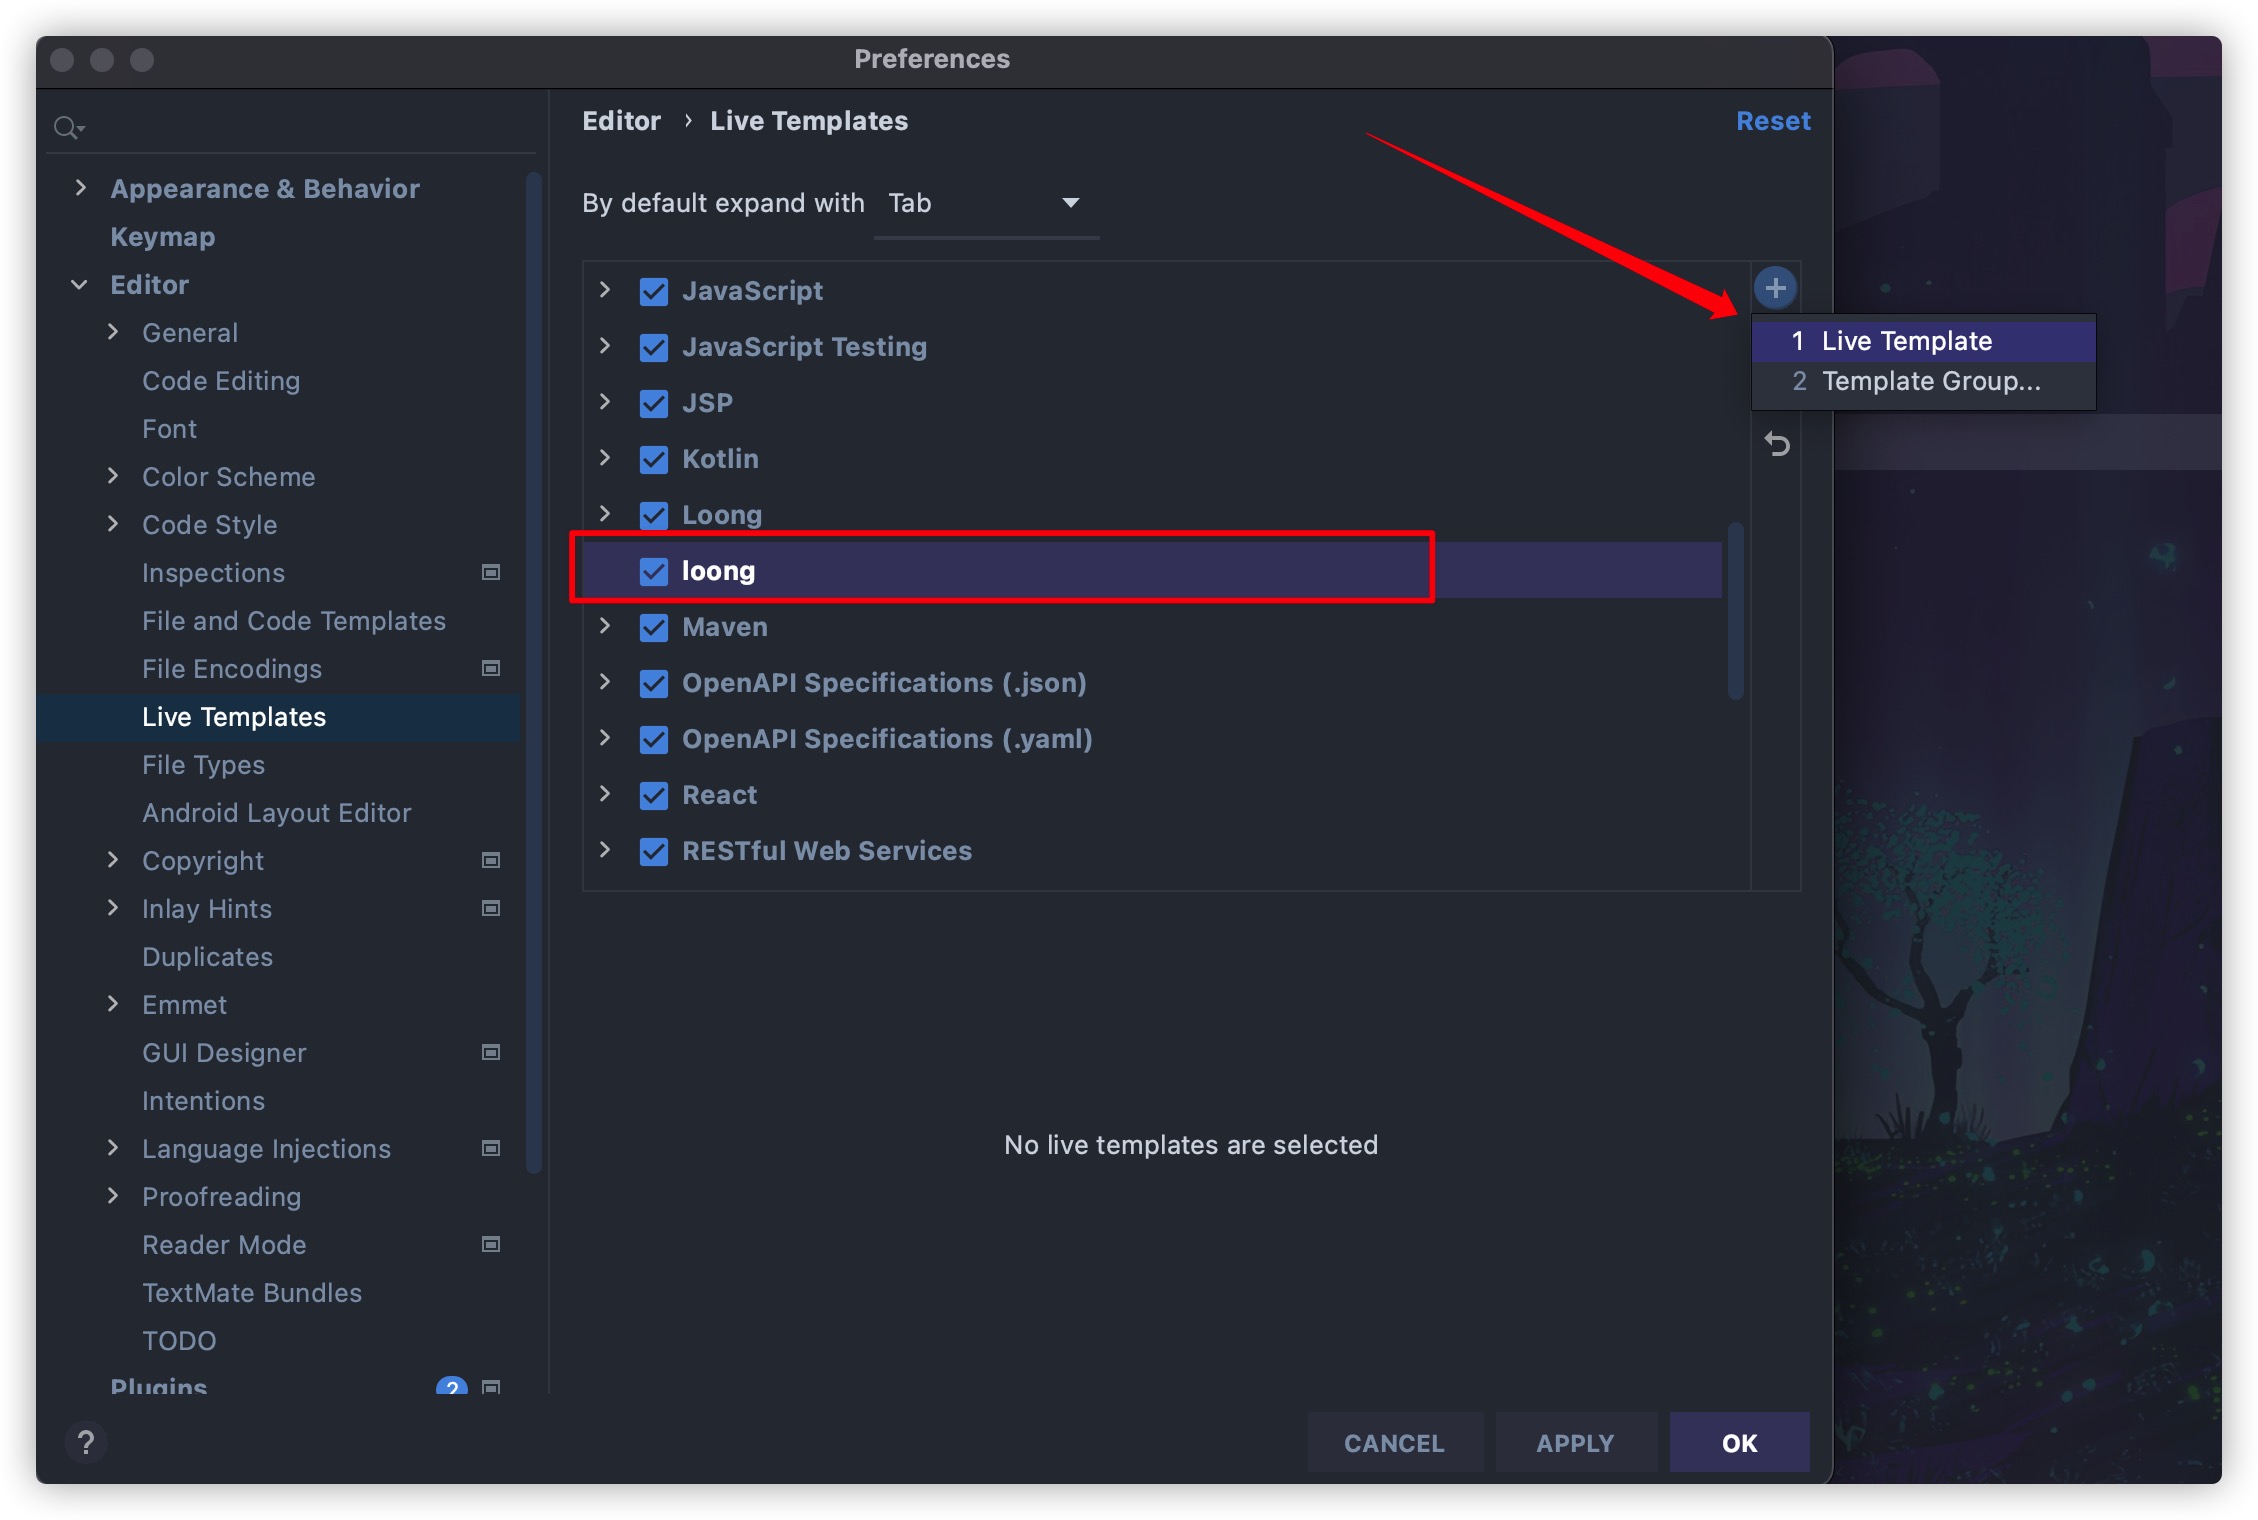 Preferences
Appearance & Behavior
Keymap
Editor
General
Code Editing
Font
Color Scheme
Code Style
Inspections
File and Code Templates
File Encodings
Live Templates
File Types
Android Layout Editor
Copyright
Inlay Hints
Duplicates
Emmet
GUI Designer
Intentions
Language Injections
Proofreading
Reader Mode
TextMate Bundles
TODO
Plugins 2
?
Editor › Live Templates
Reset
By default expand with Tab
JavaScript
JavaScript Testing
JSP
Kotlin
Loong
loong
Maven
OpenAPI Specifications (.json)
OpenAPI Specifications (.yaml)
React
RESTful Web Services
1 Live Template
2 Template Group...
No live templates are selected
CANCEL APPLY OK